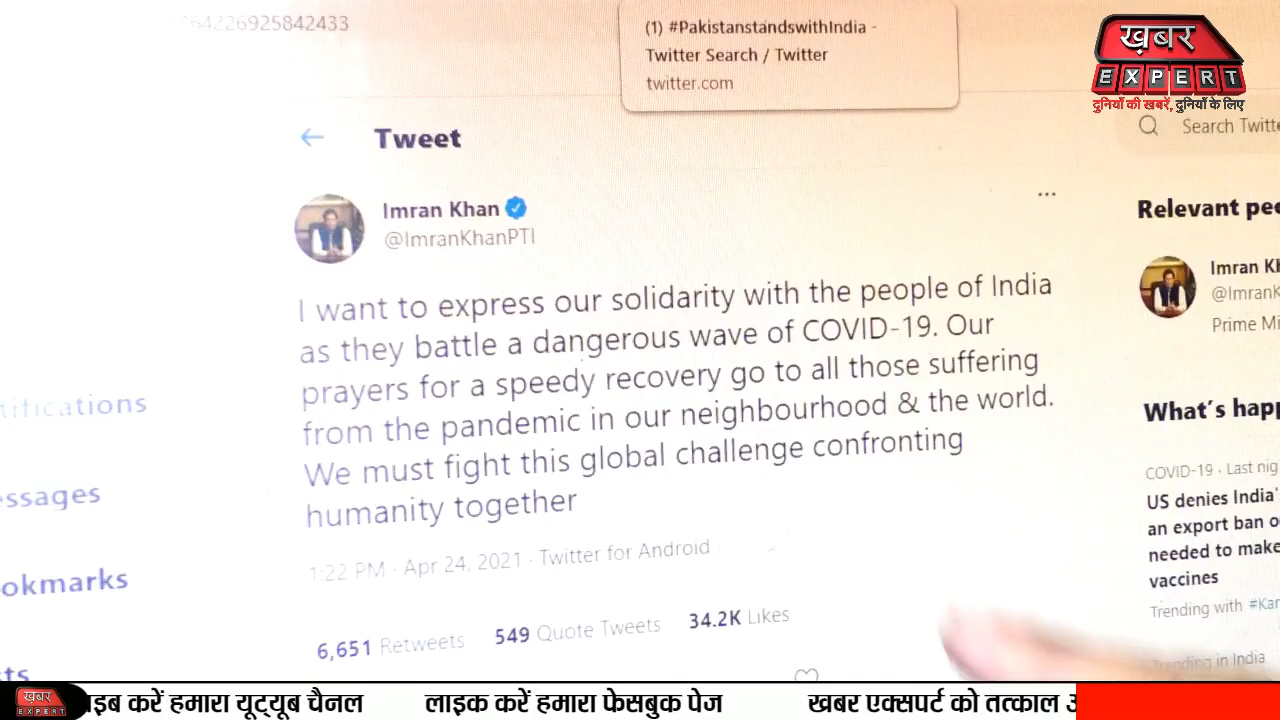 864226925842433
(1) #PakistanstandswithIndia -
Twitter Search / Twitter
twitter.com
ख़बर
EXPERT
दुनियाँ की खबरें, दुनियाँ के लिए
Tweet
Search Twitte
Imran Khan
@ImranKhanPTI
Relevant peo
Imran Kh
@ImranK
Prime Mi
I want to express our solidarity with the people of India
as they battle a dangerous wave of COVID-19. Our
prayers for a speedy recovery go to all those suffering
from the pandemic in our neighbourhood & the world.
We must fight this global challenge confronting
humanity together
1:22 PM · Apr 24, 2021 · Twitter for Android
6,651 Retweets 549 Quote Tweets 34.2K Likes
tifications
essages
okmarks
sts
What's happ
COVID-19 · Last nig
US denies India'
an export ban o
needed to make
vaccines
Trending with #Kar
Trending in India
ख़बर
EXPERT
इब करें हमारा यूट्यूब चैनल लाइक करें हमारा फेसबुक पेज खबर एक्सपर्ट को तत्काल